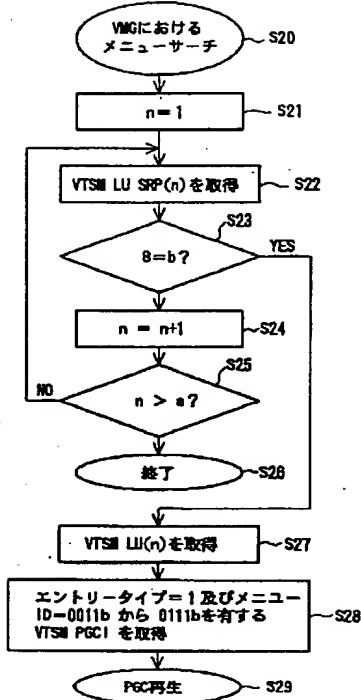 VMGにおける
メニューサーチ
S20
n=1
S21
VTSM LU SRP(n)を取得
S22
S23
8=b?
YES
n = n+1
S24
S25
NO
n > a?
終了
S26
VTSM LU(n)を取得
S27
エントリータイプ=1及びメニュー
ID=0011b から 0111bを有する
VTSM PGCI を取得
S28
PGC再生
S29